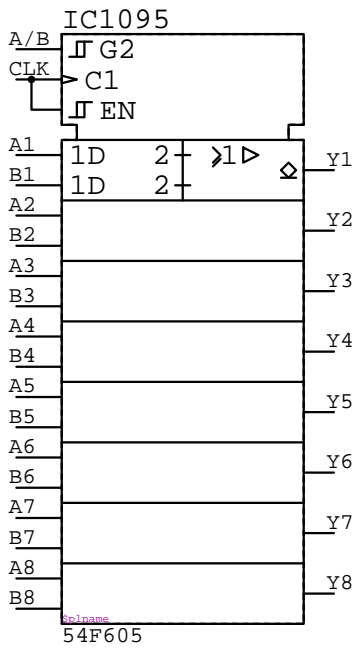 IC1095
A/B
G2
CLK
C1
EN
A1 1D 2 ≥1 Y1
B1 1D 2
A2 Y2
B2
A3 Y3
B3
A4 Y4
B4
A5 Y5
B5
A6 Y6
B6
A7 Y7
B7
A8 Y8
B8
$plname
54F605